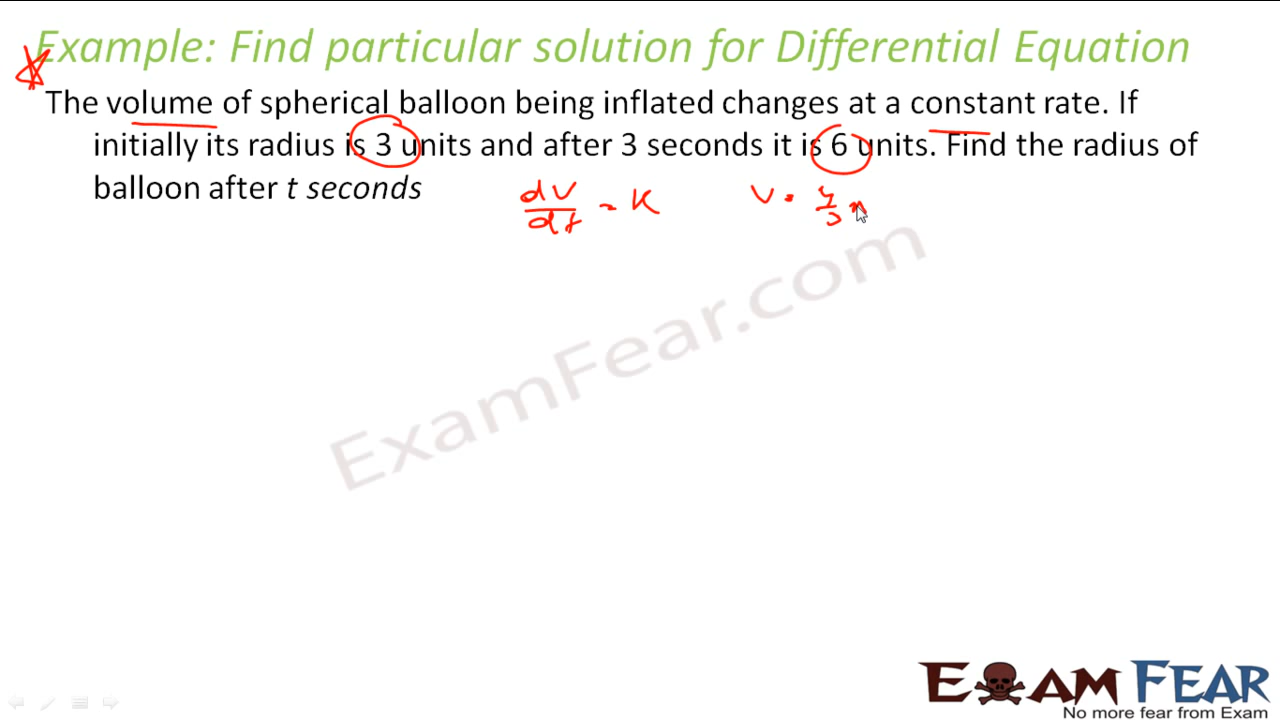 Example: Find particular solution for Differential Equation
The volume of spherical balloon being inflated changes at a constant rate. If
initially its radius is 3 units and after 3 seconds it is 6 units. Find the radius of
balloon after t seconds
dV/dt = K V = 4/3 π
ExamFear.com
EXAM FEAR
No more fear from Exam